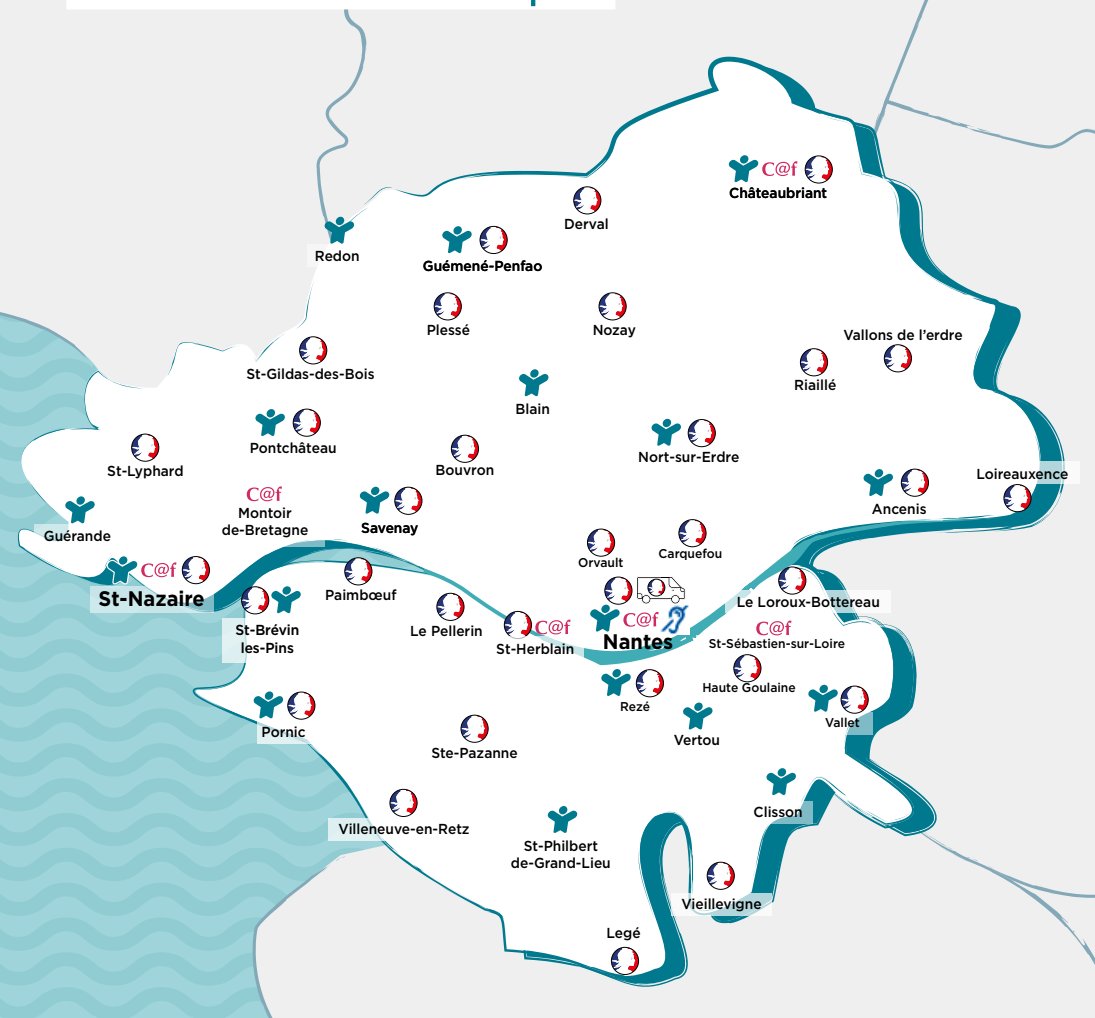 C@f
Châteaubriant
Derval
Redon
Guémené-Penfao
Plessé
Nozay
Vallons de l'erdre
St-Gildas-des-Bois
Riaillé
Blain
Pontchâteau
Nort-sur-Erdre
St-Lyphard
Bouvron
Loireauxence
C@f
Montoir
de-Bretagne
Ancenis
Guérande
Savenay
Orvault
Carquefou
C@f
St-Nazaire
Paimbœuf
Le Loroux-Bottereau
St-Brévin
les-Pins
Le Pellerin
C@f
St-Herblain
C@f
Nantes
C@f
St-Sébastien-sur-Loire
Haute Goulaine
Rezé
Vallet
Pornic
Vertou
Ste-Pazanne
Clisson
Villeneuve-en-Retz
St-Philbert
de-Grand-Lieu
Vieillevigne
Legé